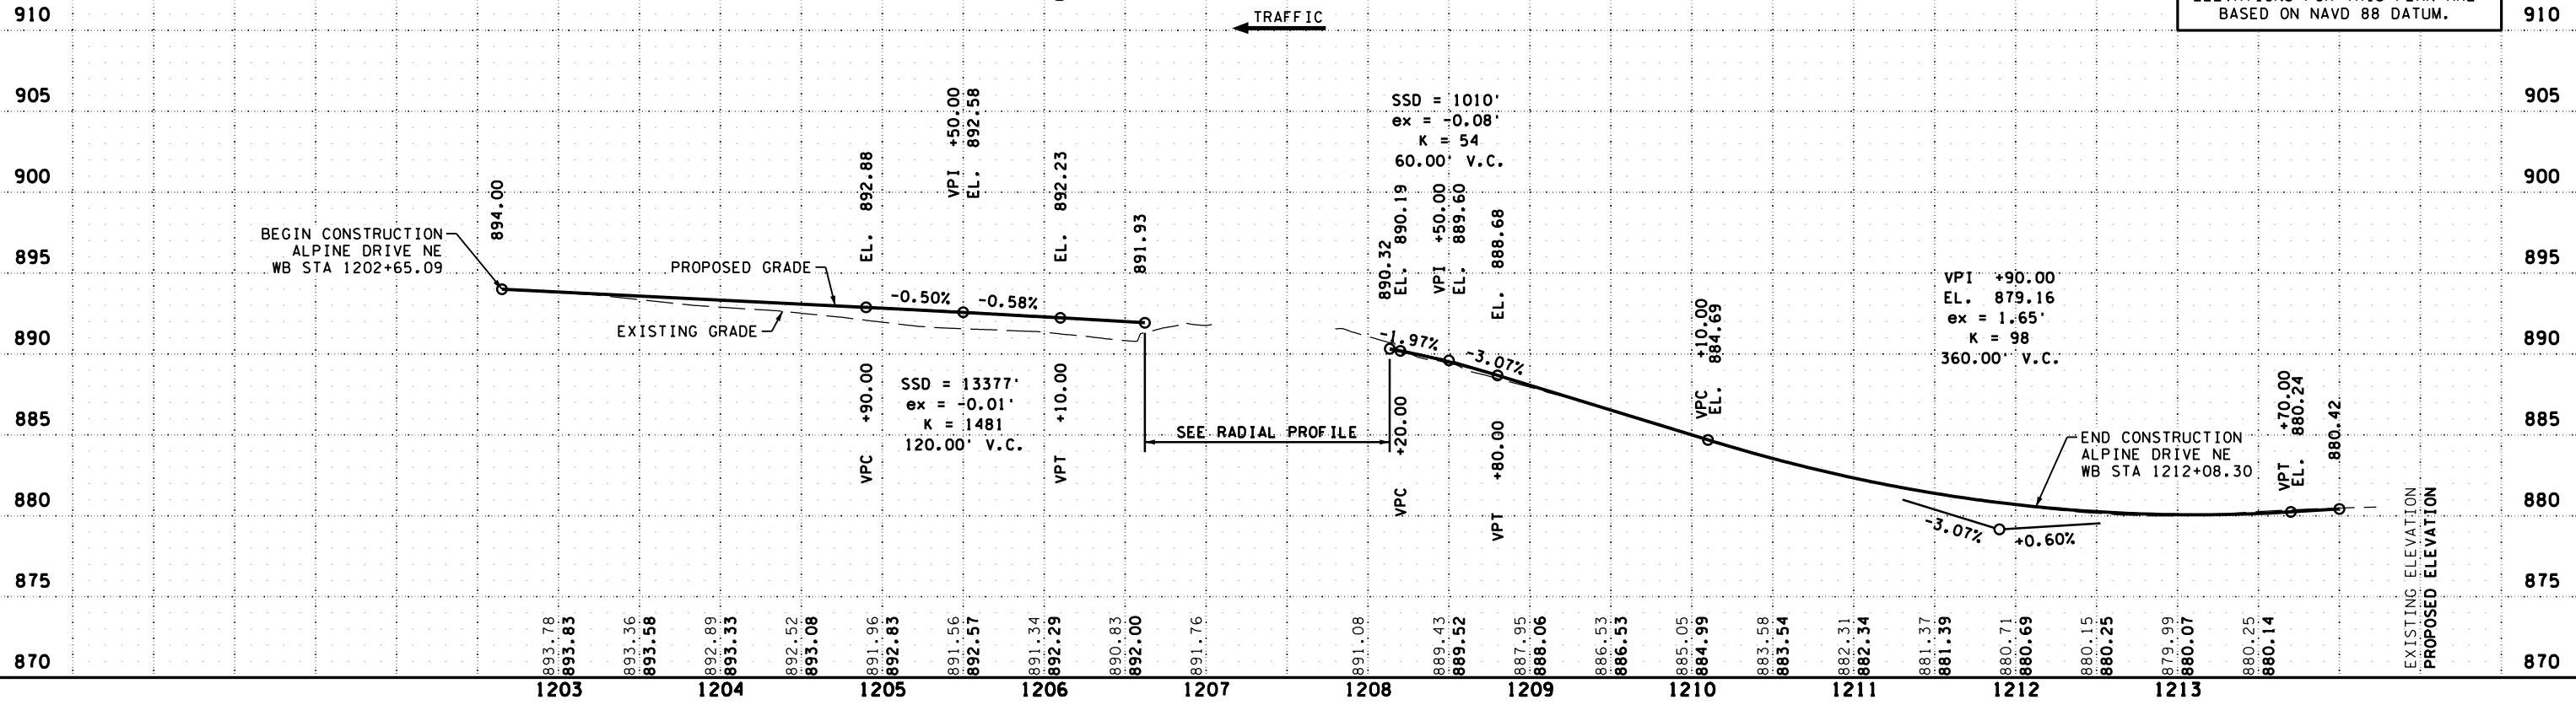 910
TRAFFIC
BASED ON NAVD 88 DATUM.
910
905
905
900
900
895
895
890
890
885
885
880
880
875
875
870
870
BEGIN CONSTRUCTION
ALPINE DRIVE NE
WB STA 1202+65.09
894.00
PROPOSED GRADE
EXISTING GRADE
EL. 892.88
VPC +90.00
-0.50%
VPI +50.00
EL. 892.58
-0.58%
EL. 892.23
VPT +10.00
SSD = 13377'
ex = -0.01'
K = 1481
120.00' V.C.
891.93
SEE RADIAL PROFILE
SSD = 1010'
ex = -0.08'
K = 54
60.00' V.C.
890.32
EL. 890.19
VPC +20.00
VPI +50.00
EL. 889.60
EL. 888.68
VPT +80.00
-1.97%
-3.07%
VPC +10.00
EL. 884.69
VPI +90.00
EL. 879.16
ex = 1.65'
K = 98
360.00' V.C.
-3.07%
+0.60%
END CONSTRUCTION
ALPINE DRIVE NE
WB STA 1212+08.30
VPT +70.00
EL. 880.24
880.42
EXISTING ELEVATION
PROPOSED ELEVATION
893.78
893.83
893.36
893.58
892.89
893.33
892.52
893.08
891.96
892.83
891.56
892.57
891.34
892.29
890.83
892.00
891.76
891.08
889.43
889.52
887.95
888.06
886.53
886.53
885.05
884.99
883.58
883.54
882.31
882.34
881.37
881.39
880.71
880.69
880.15
880.25
879.99
880.07
880.25
880.14
1203
1204
1205
1206
1207
1208
1209
1210
1211
1212
1213